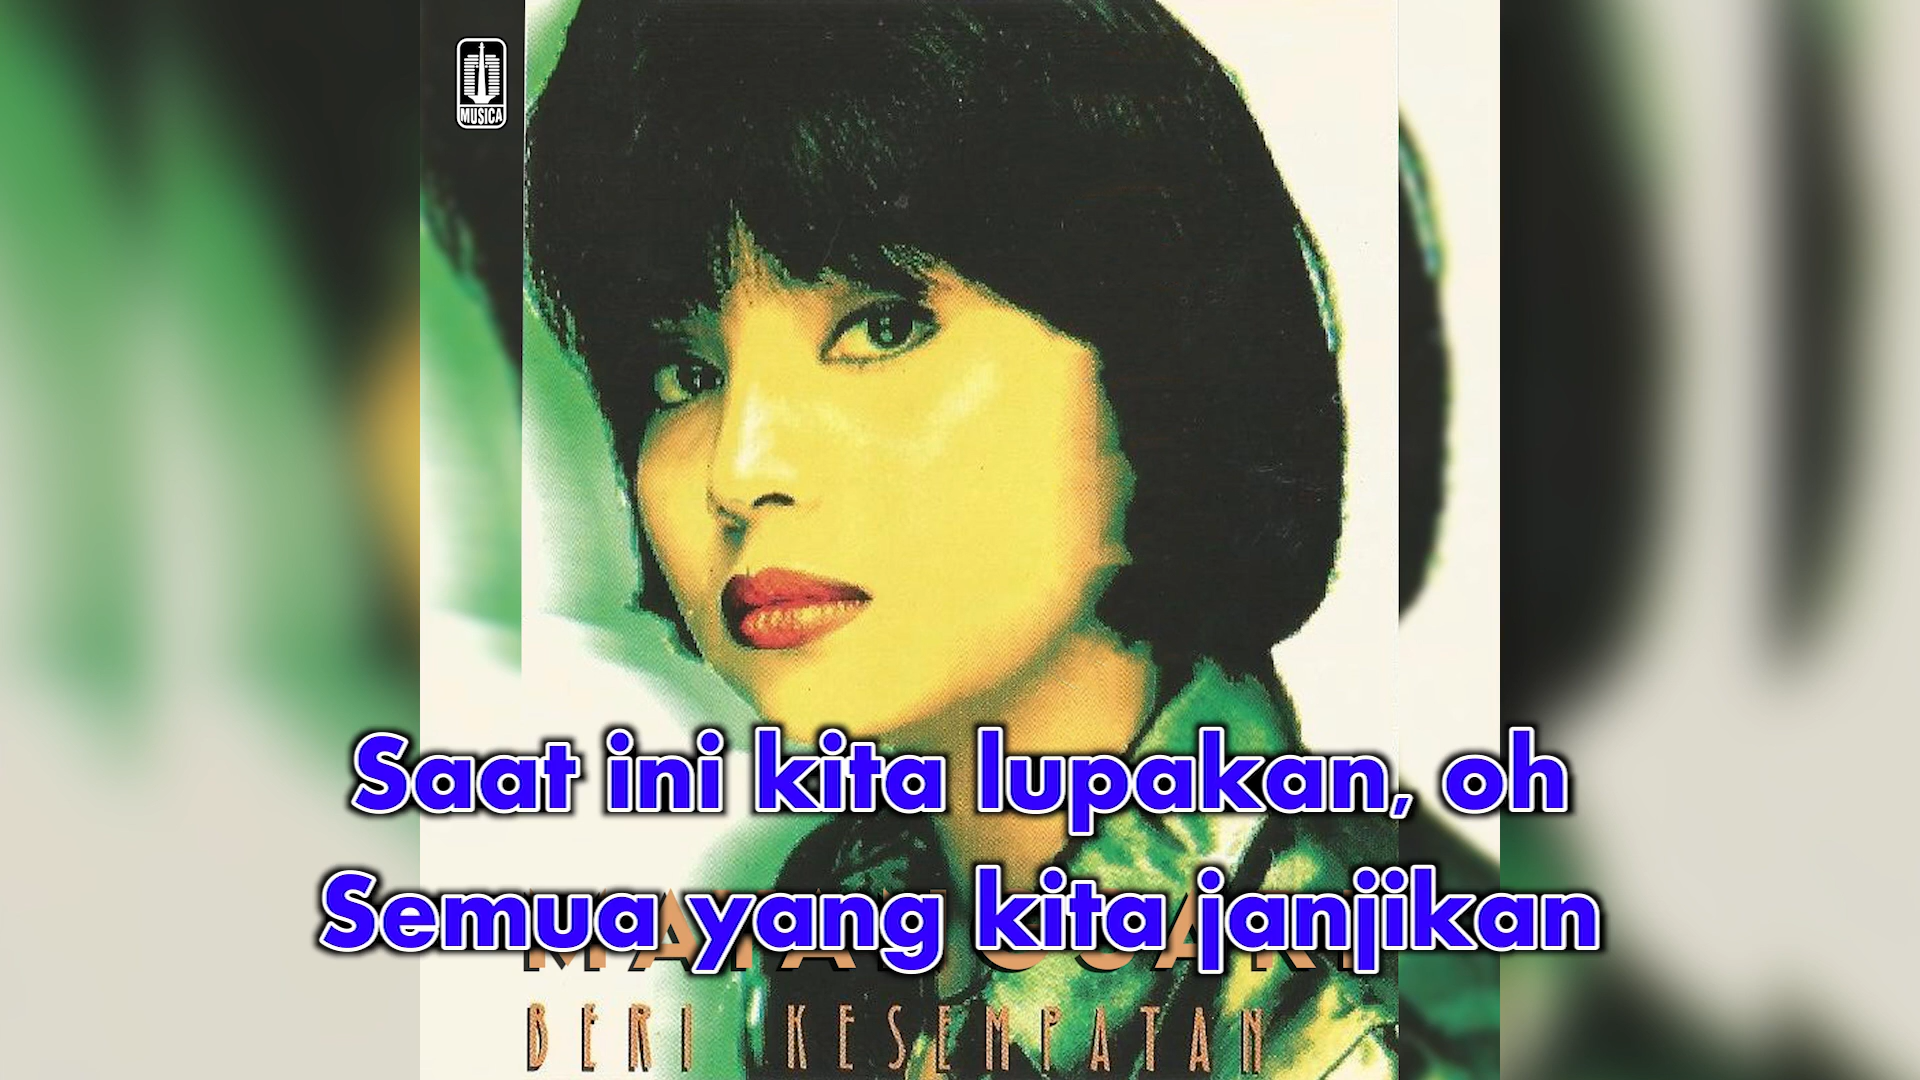 MUSICA
Saat ini kita lupakan, oh
Semua yang kita janjikan
BERI KESEMPATAN